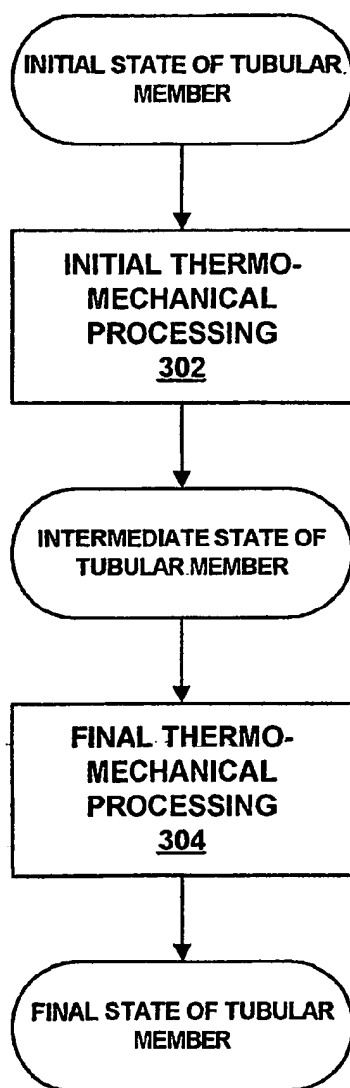 INITIAL STATE OF TUBULAR
MEMBER
INITIAL THERMO-
MECHANICAL
PROCESSING
302
INTERMEDIATE STATE OF
TUBULAR MEMBER
FINAL THERMO-
MECHANICAL
PROCESSING
304
FINAL STATE OF TUBULAR
MEMBER